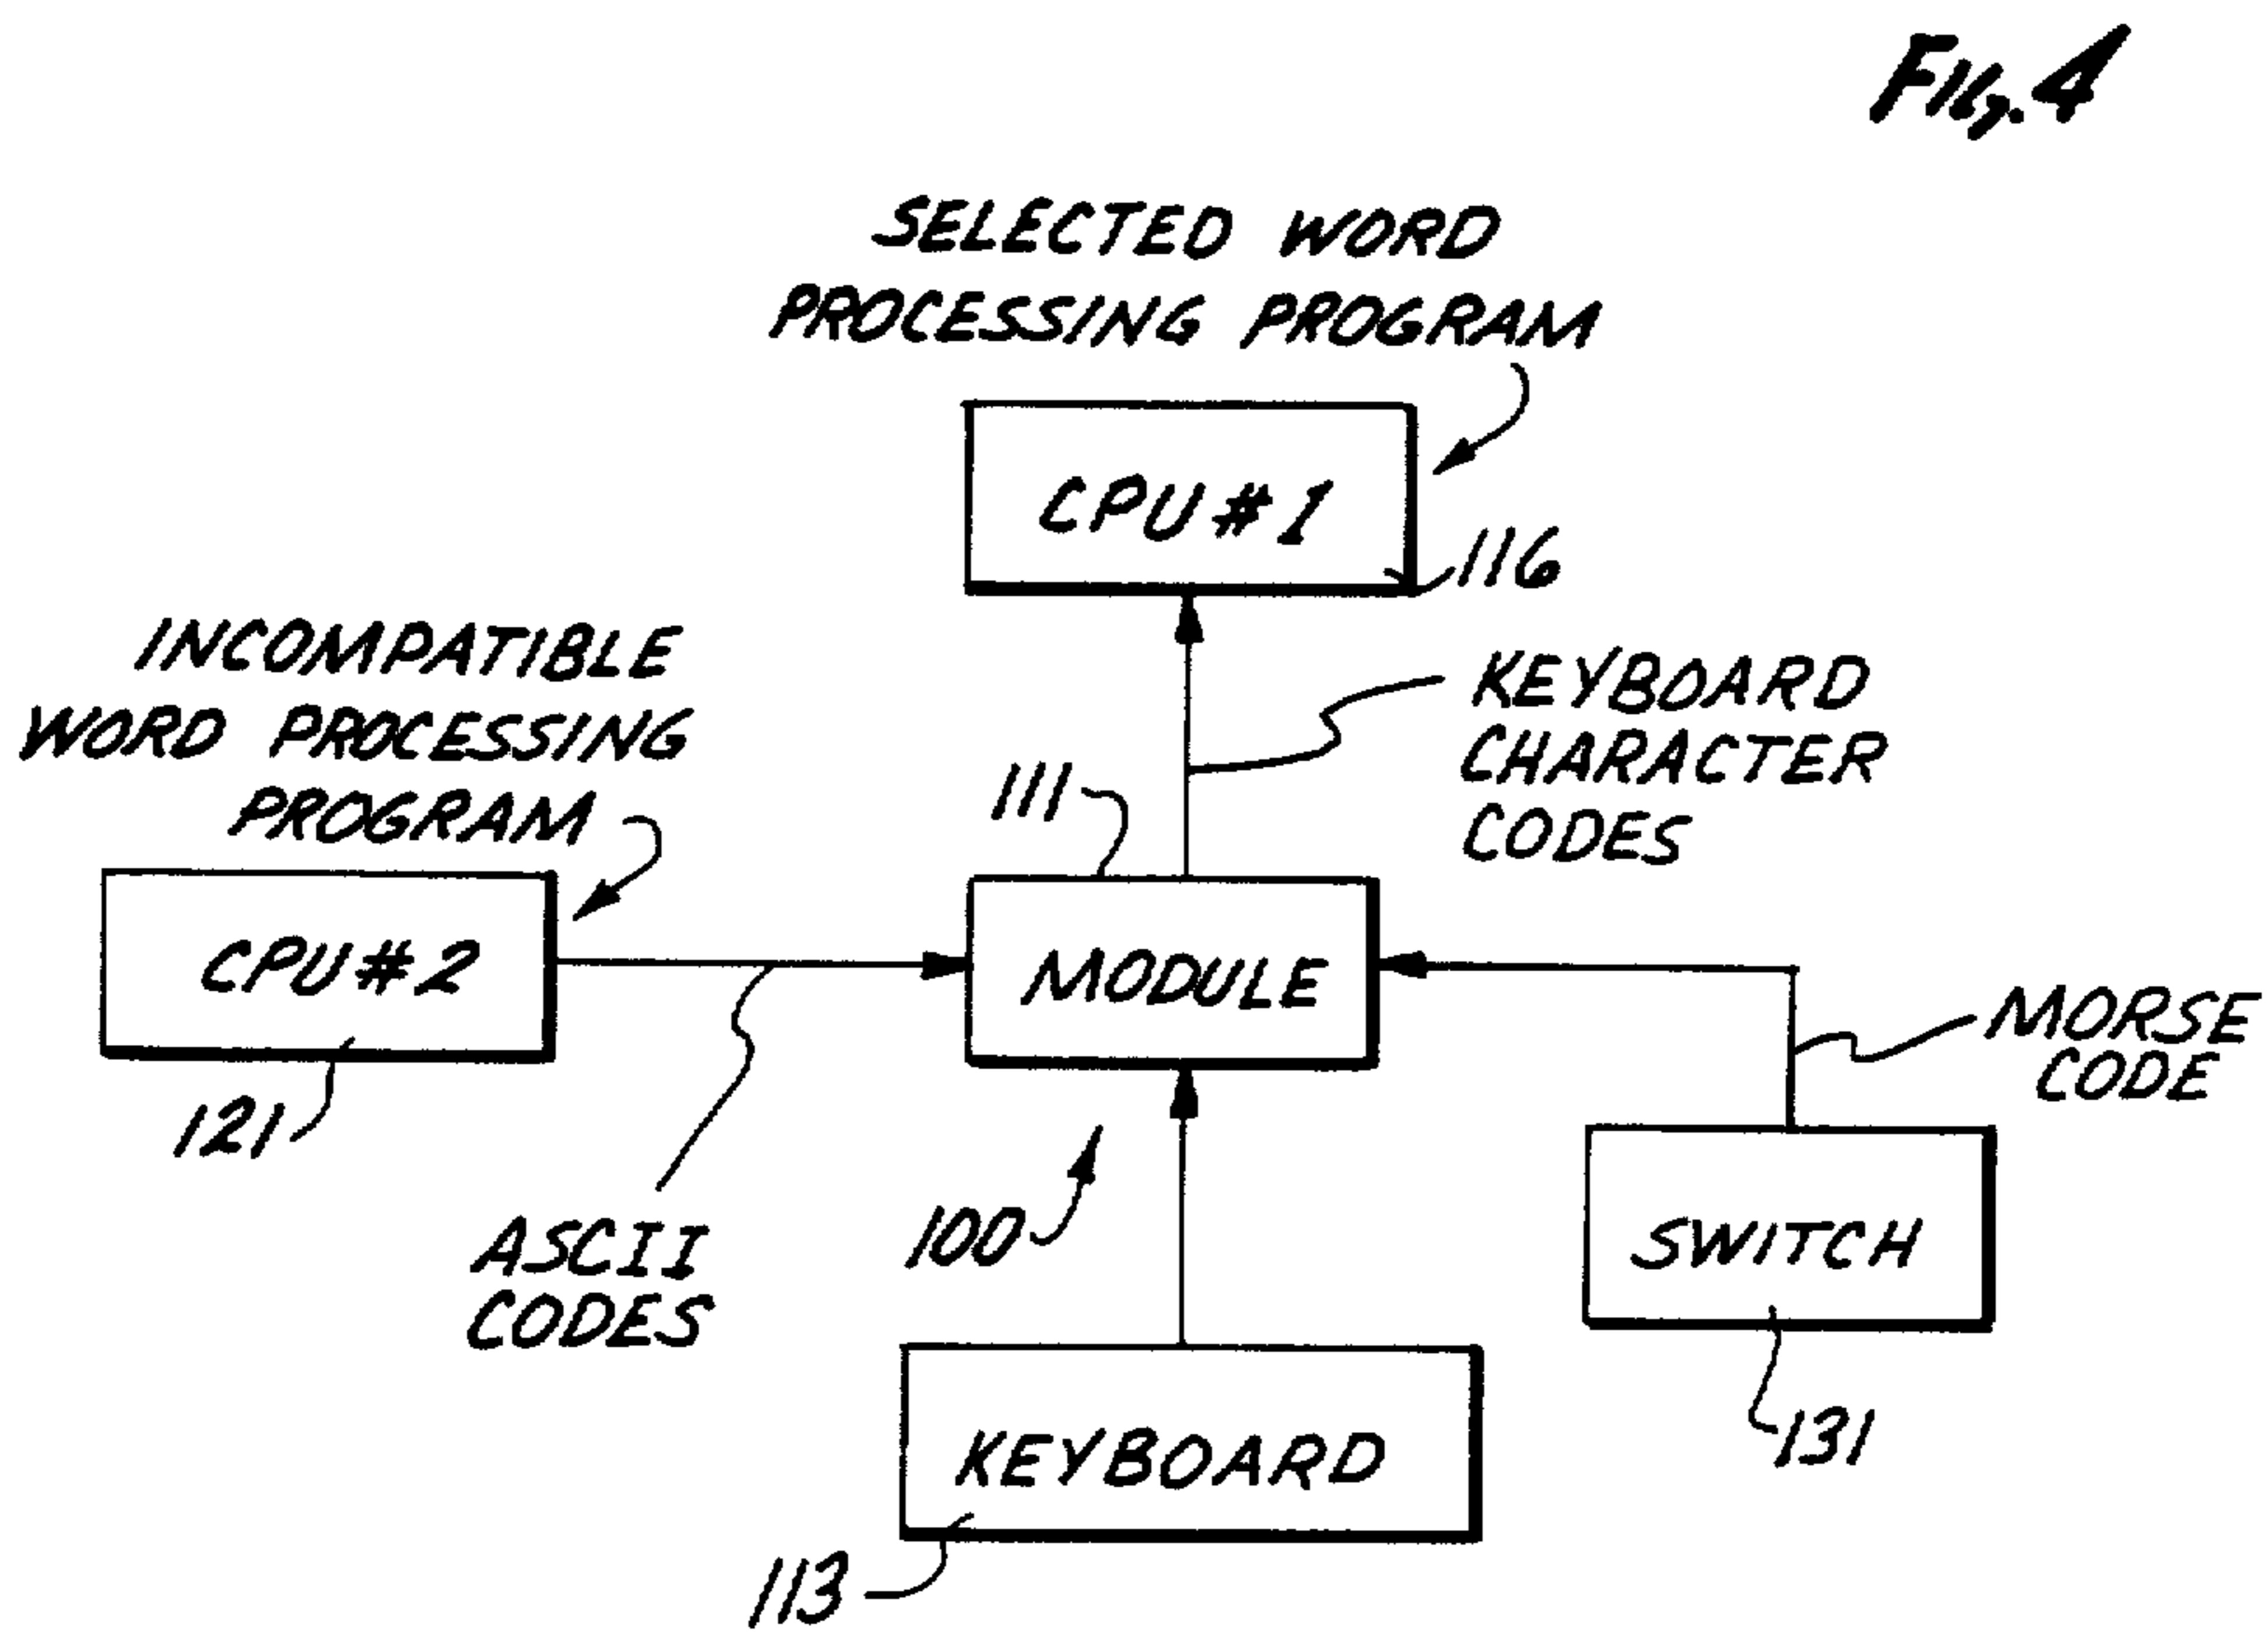 FIG. 4
SELECTED WORD
PROCESSING PROGRAM
CPU #1
116
INCOMPATIBLE
WORD PROCESSING
PROGRAM
KEYBOARD
CHARACTER
CODES
111
CPU #2
MODULE
MORSE
CODE
121
100
ASCII
CODES
SWITCH
131
KEYBOARD
113